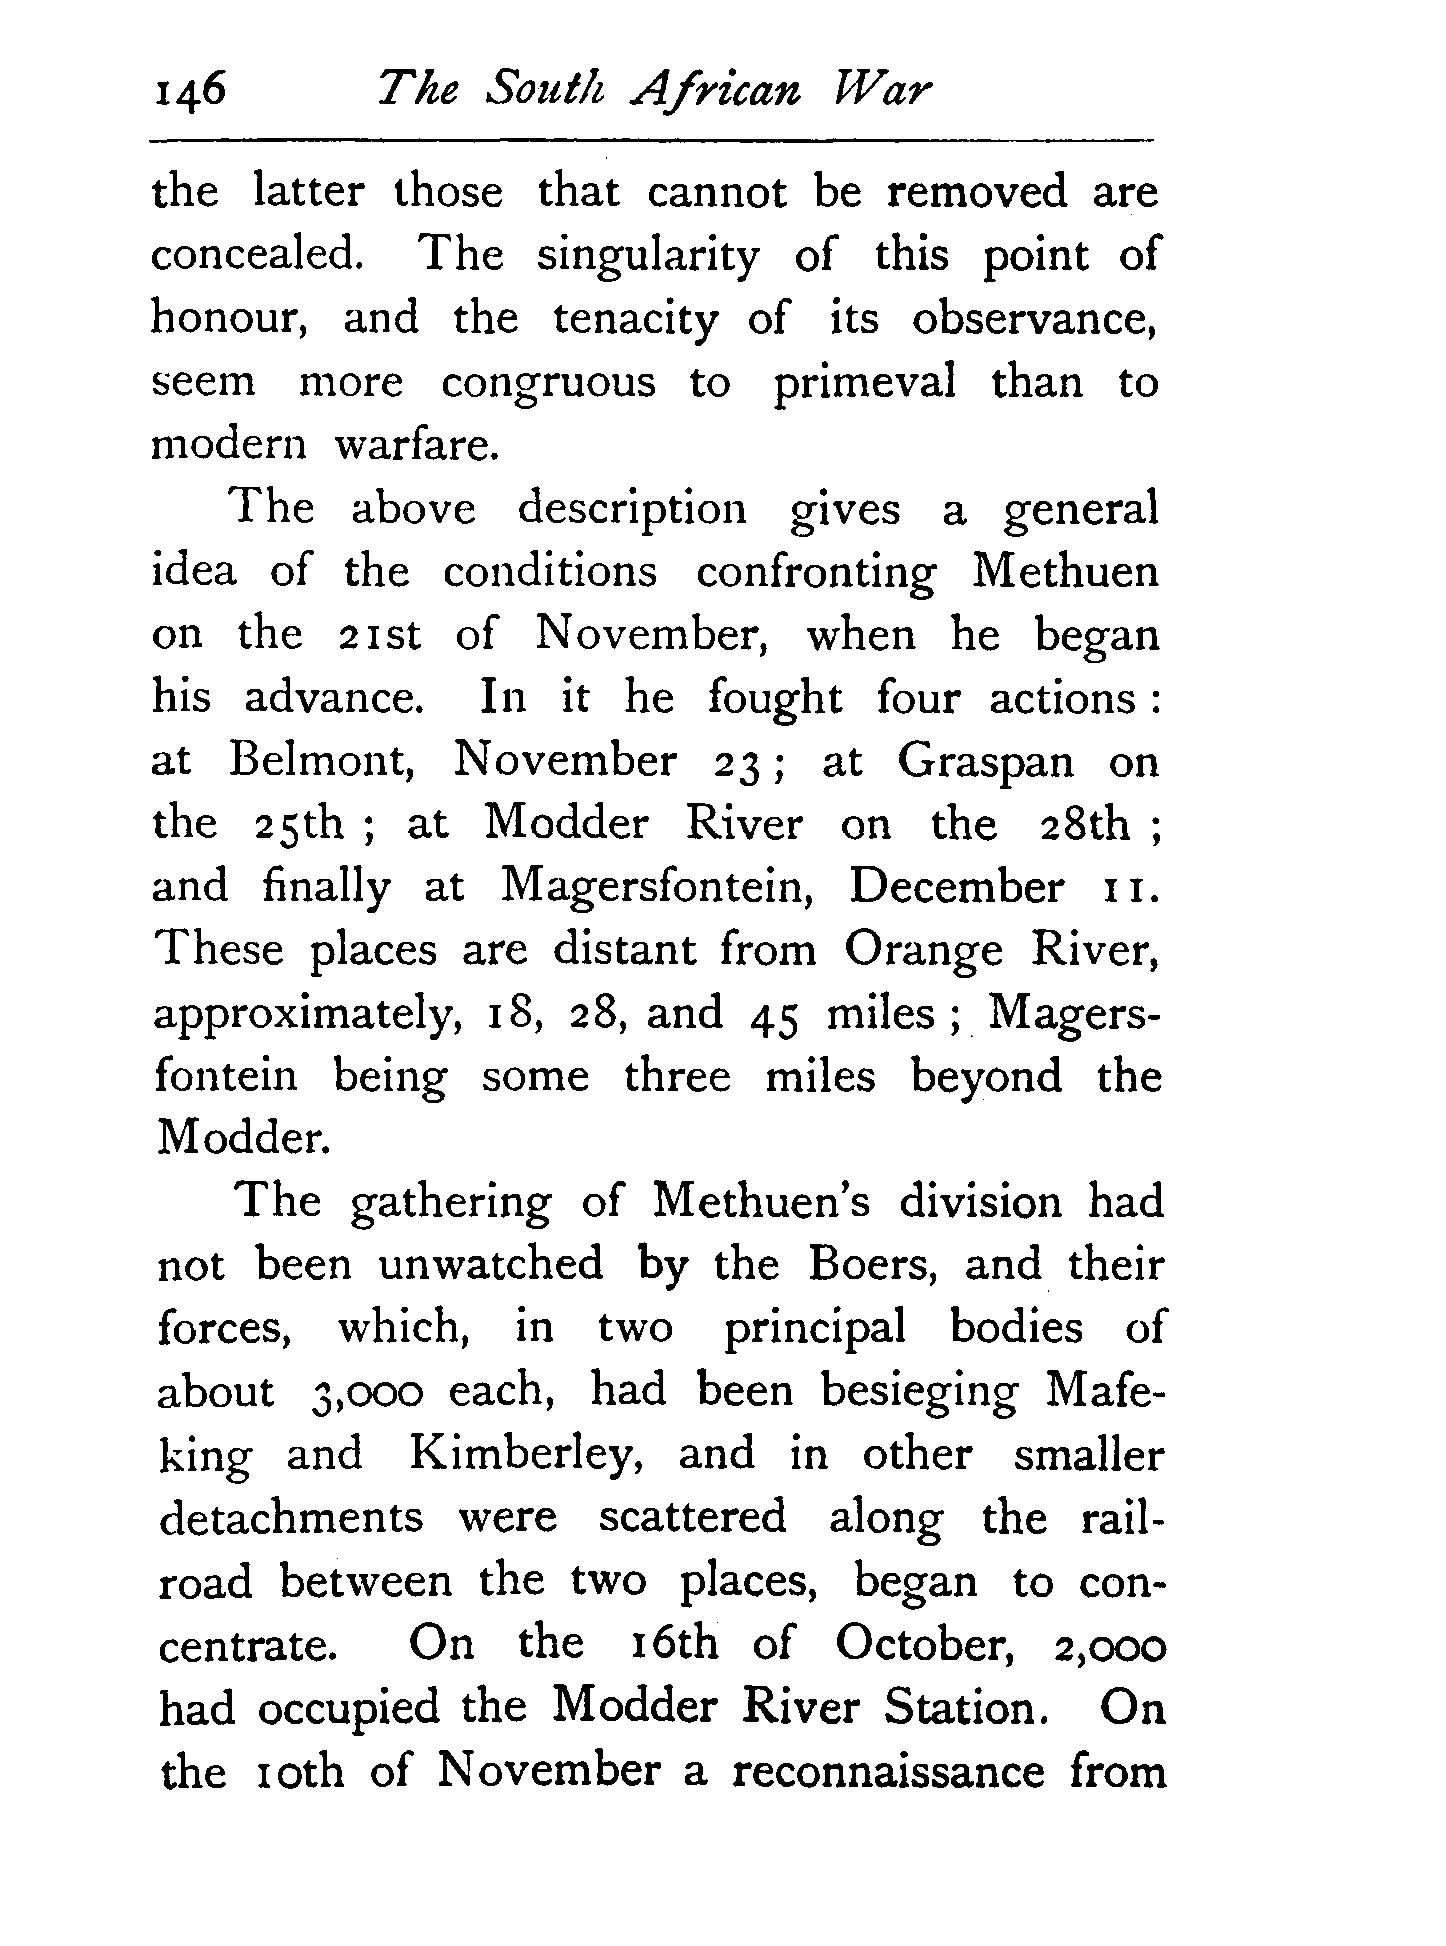 146 The South African War
the latter those that cannot be removed are
concealed. The singularity of this point of
honour, and the tenacity of its observance,
seem more congruous to primeval than to
modern warfare.
The above description gives a general
idea of the conditions confronting Methuen
on the 21st of November, when he began
his advance. In it he fought four actions :
at Belmont, November 23 ; at Graspan on
the 25th ; at Modder River on the 28th ;
and finally at Magersfontein, December 11.
These places are distant from Orange River,
approximately, 18, 28, and 45 miles ; Magers-
fontein being some three miles beyond the
Modder.
The gathering of Methuen's division had
not been unwatched by the Boers, and their
forces, which, in two principal bodies of
about 3,000 each, had been besieging Mafe-
king and Kimberley, and in other smaller
detachments were scattered along the rail-
road between the two places, began to con-
centrate. On the 16th of October, 2,000
had occupied the Modder River Station. On
the 10th of November a reconnaissance from